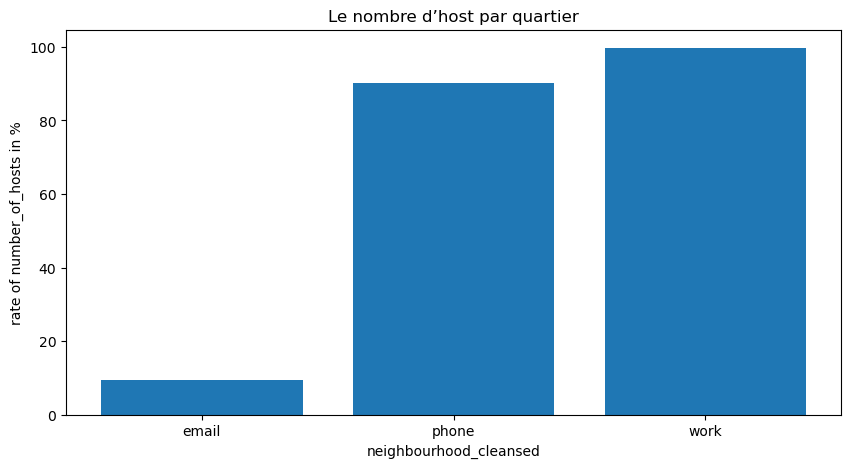 Le nombre d’host par quartier
rate of number_of_hosts in %
100
80
60
40
20
0
email
phone
work
neighbourhood_cleansed